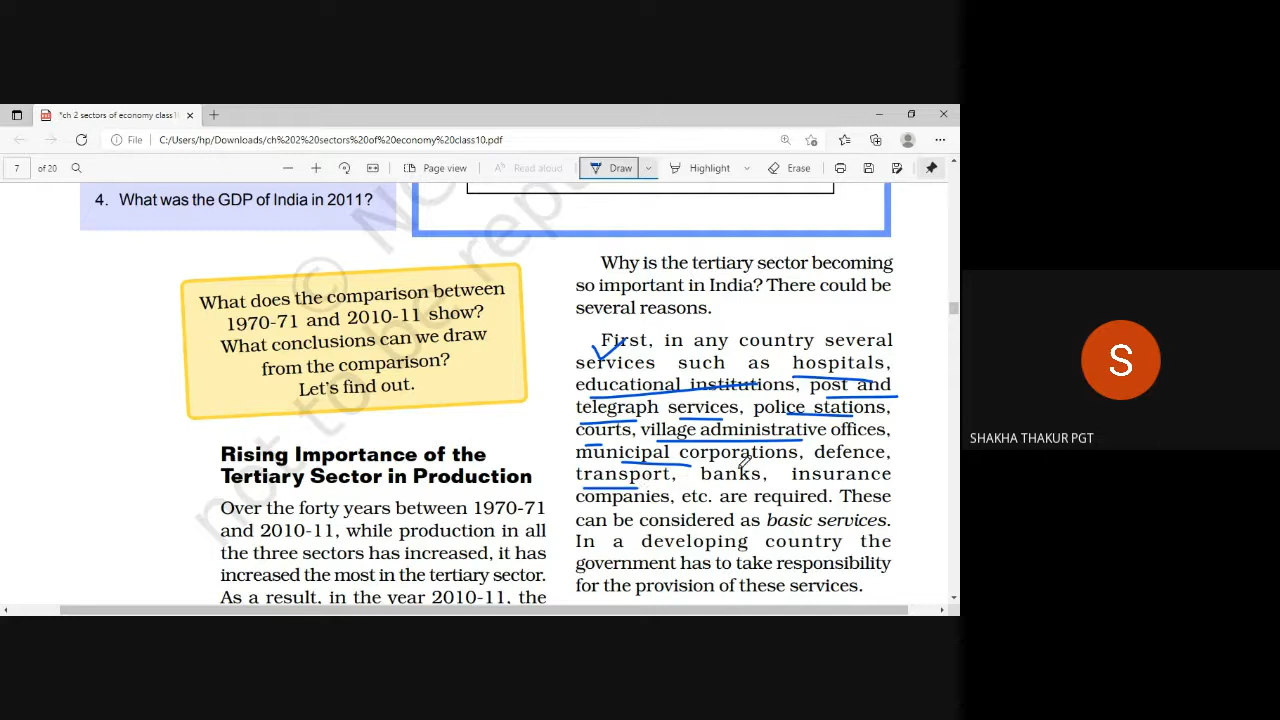 *ch 2 sectors of economy class10
File
C:/Users/hp/Downloads/ch%202%20sectors%20of%20economy%20class10.pdf
7
of 20
Page view
Read aloud
Draw
Highlight
Erase
4. What was the GDP of India in 2011?
What does the comparison between
1970-71 and 2010-11 show?
What conclusions can we draw
from the comparison?
Let's find out.
Rising Importance of the
Tertiary Sector in Production
Over the forty years between 1970-71
and 2010-11, while production in all
the three sectors has increased, it has
increased the most in the tertiary sector.
As a result, in the year 2010-11, the
Why is the tertiary sector becoming
so important in India? There could be
several reasons.
First, in any country several
services such as hospitals,
educational institutions, post and
telegraph services, police stations,
courts, village administrative offices,
municipal corporations, defence,
transport, banks, insurance
companies, etc. are required. These
can be considered as basic services.
In a developing country the
government has to take responsibility
for the provision of these services.
not to be rep
© N
S
SHAKHA THAKUR PGT